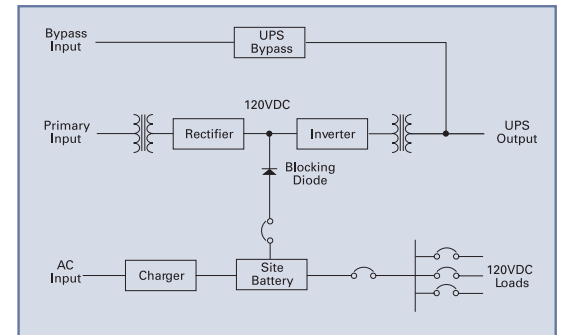 Bypass
Input
UPS
Bypass
120VDC
Primary
Input
Rectifier
Inverter
UPS
Output
Blocking
Diode
AC
Input
Charger
Site
Battery
120VDC
Loads